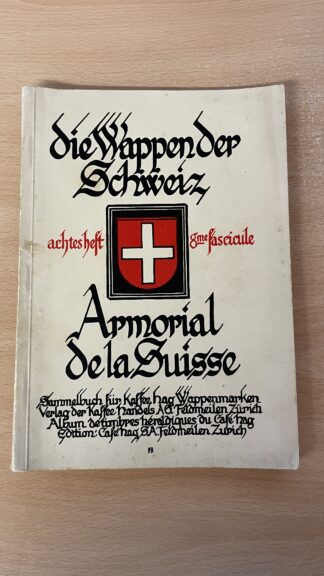 die Wappen der
Schweiz
achtes heft 8me fascicule
Armorial
de la Suisse
Sammelbuch für Kaffee hag Wappenmarken
Verlag der Kaffee Handels A.G. Feldmeilen Zürich
Album de timbres héraldiques du Café hag
Edition: Café hag S.A. Feldmeilen Zurich